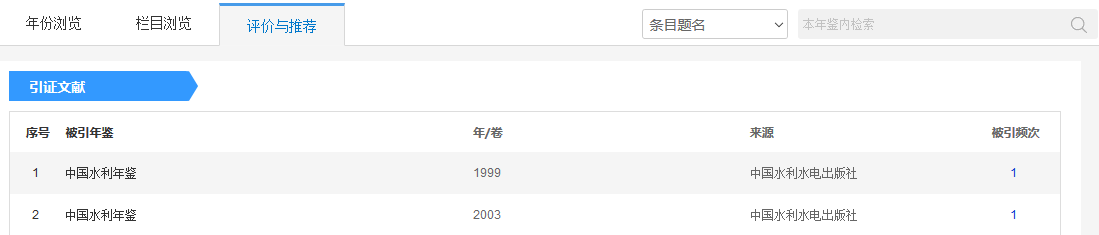 年份浏览 栏目浏览 评价与推荐 条目题名 本年鉴内检索
引证文献
序号 被引年鉴 年/卷 来源 被引频次
1 中国水利年鉴 1999 中国水利水电出版社 1
2 中国水利年鉴 2003 中国水利水电出版社 1